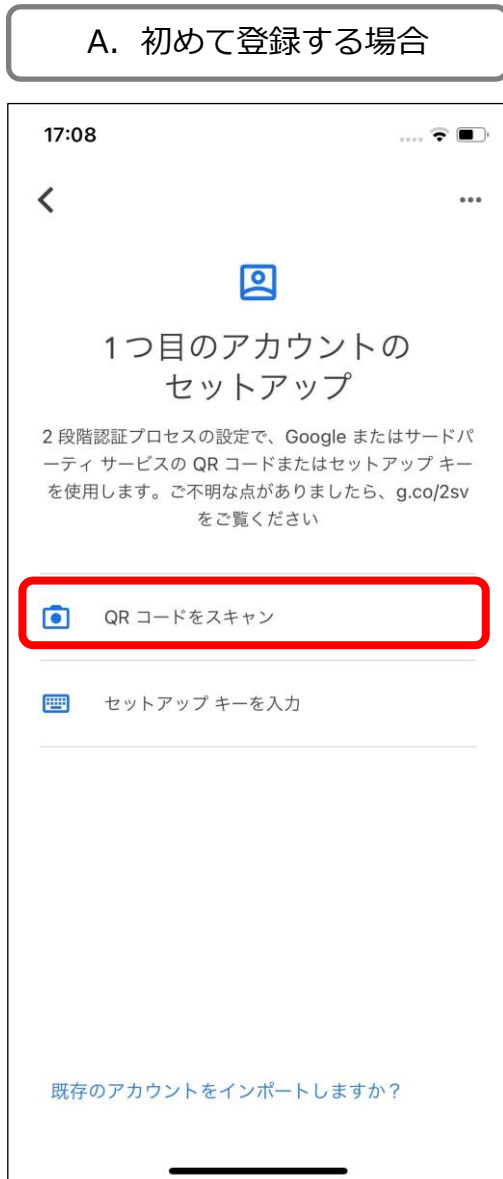 A. 初めて登録する場合
17:08
1つ目のアカウントの
セットアップ
2 段階認証プロセスの設定で、Google またはサードパ
ーティ サービスの QR コードまたはセットアップ キー
を使用します。ご不明な点がありましたら、g.co/2sv
をご覧ください
QR コードをスキャン
セットアップ キーを入力
既存のアカウントをインポートしますか？